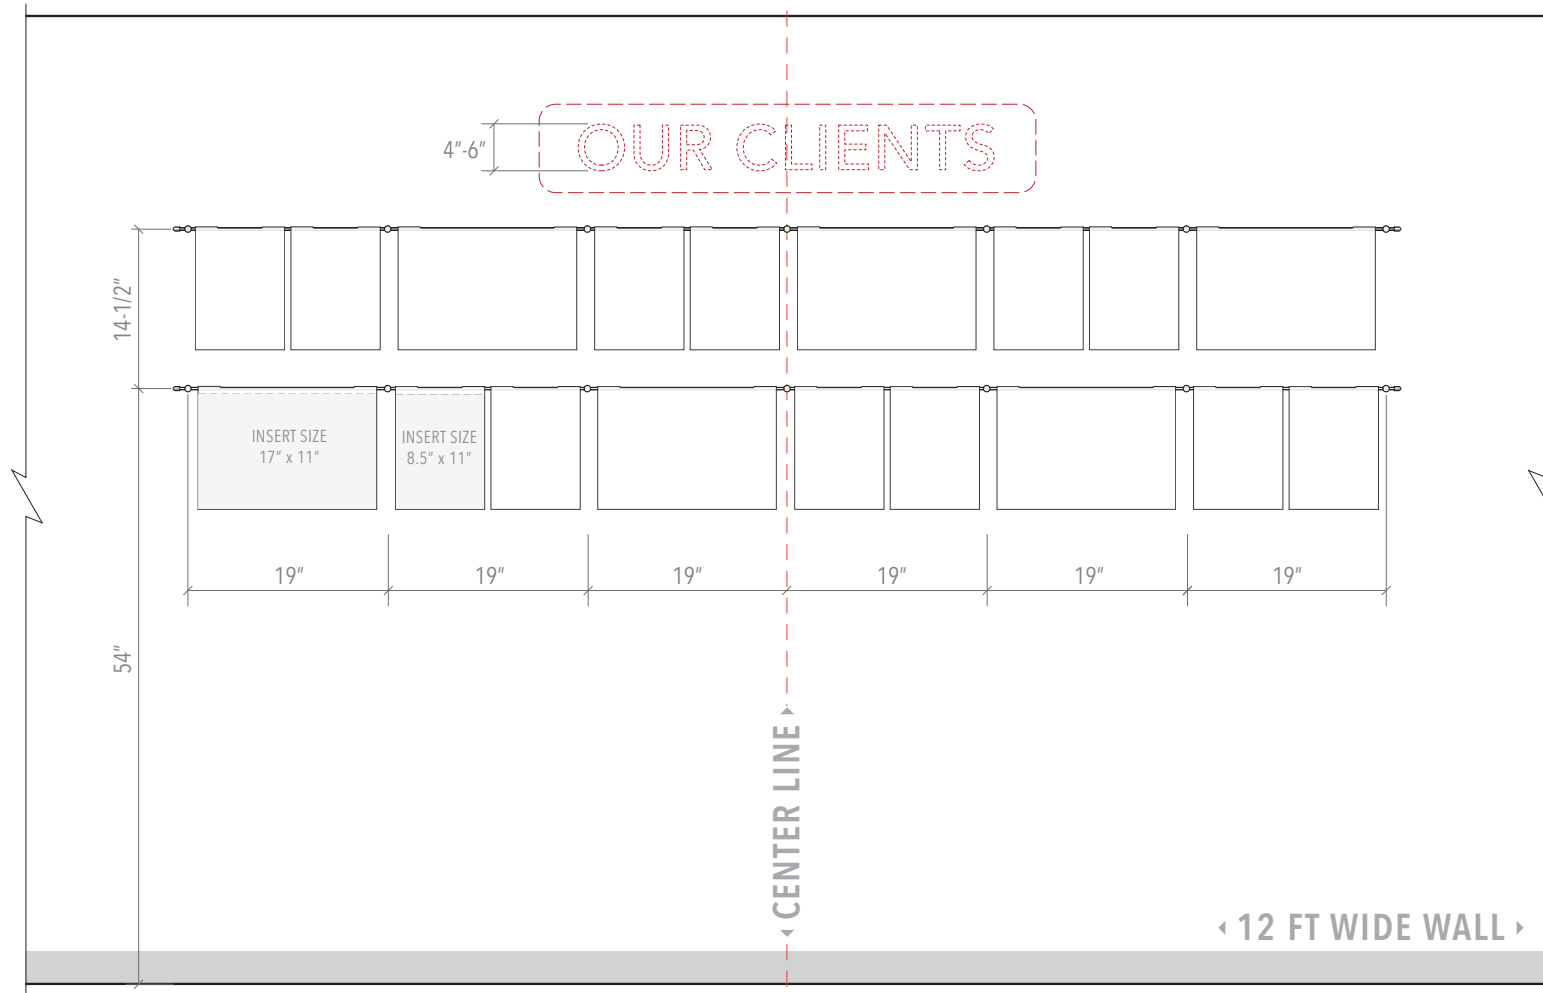 OUR CLIENTS
4"-6"
14-1/2"
INSERT SIZE
17" x 11"
INSERT SIZE
8.5" x 11"
19"
19"
19"
19"
19"
19"
54"
CENTER LINE
12 FT WIDE WALL